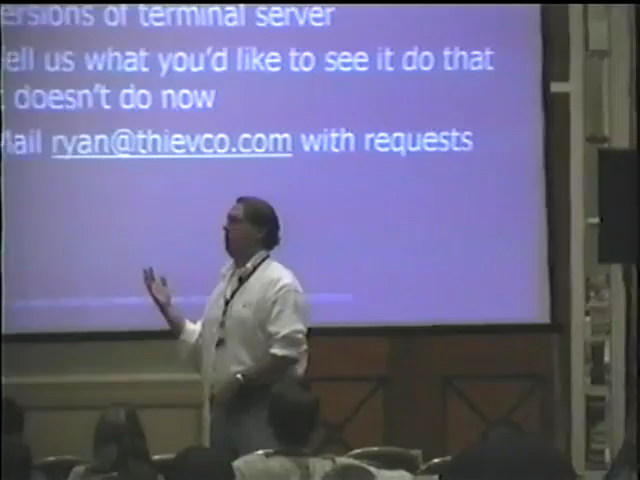 ersions of terminal server
ell us what you'd like to see it do that
doesn't do now
ail ryan@thievco.com with requests